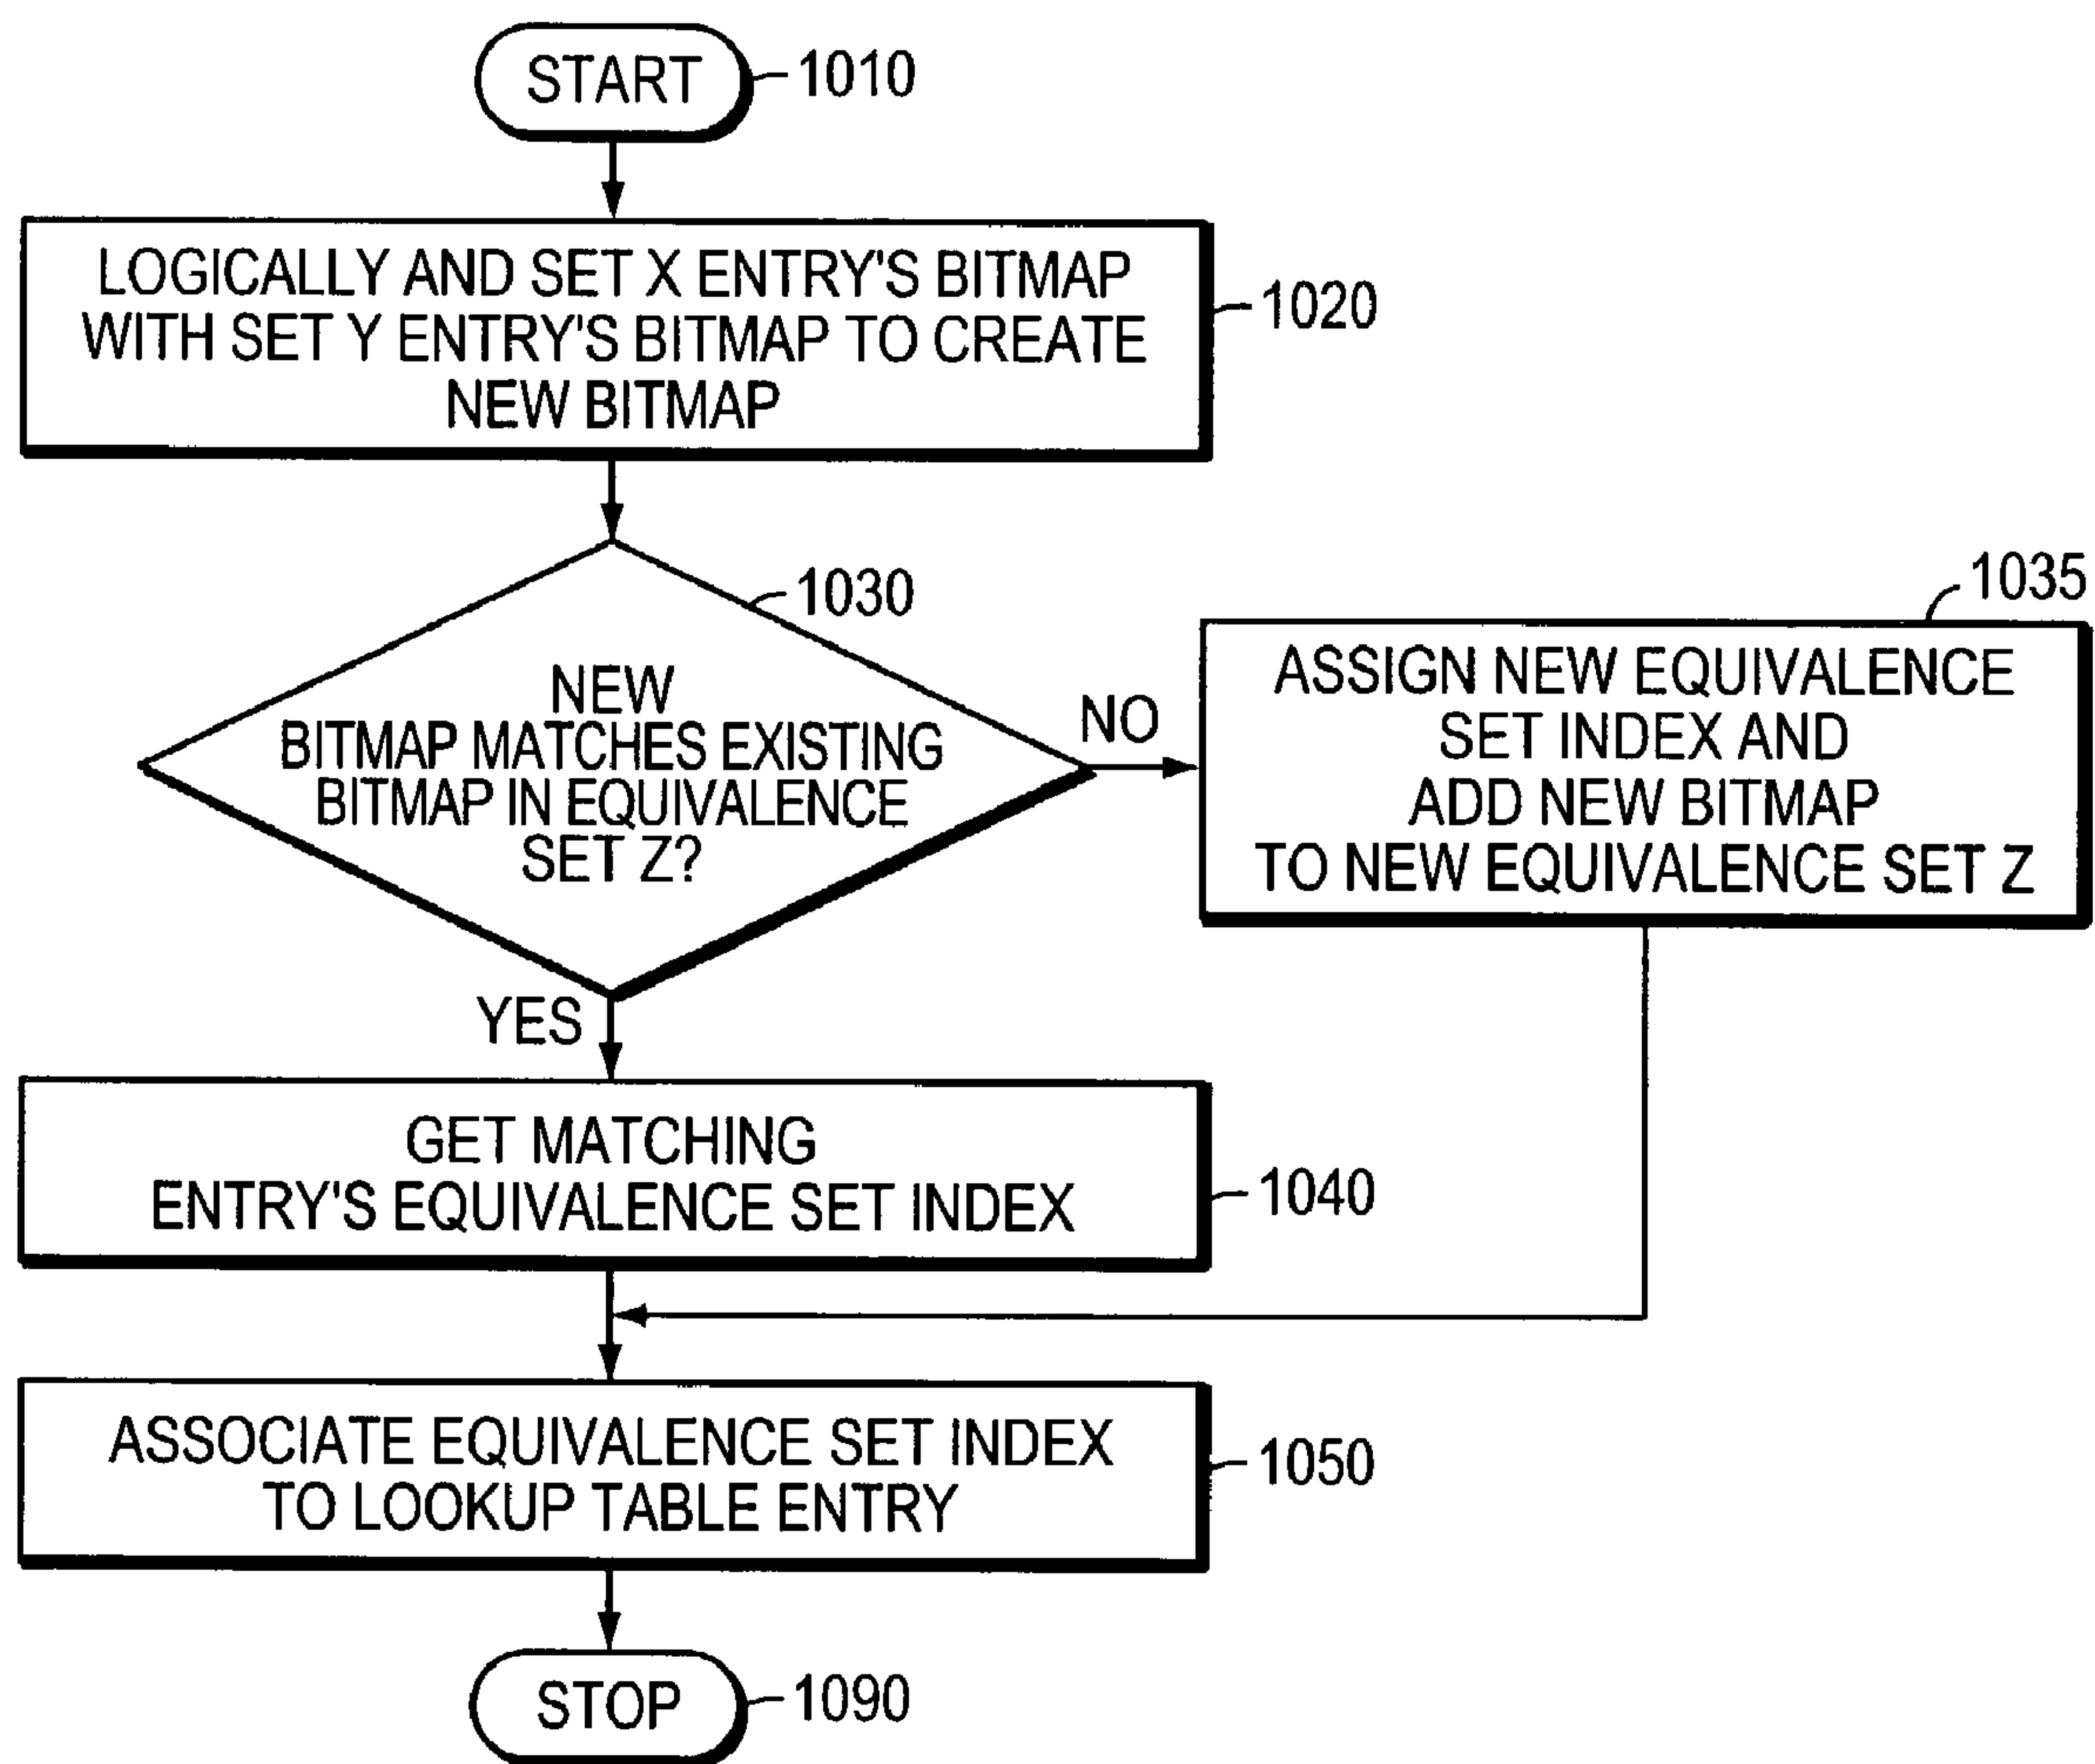 START
1010
LOGICALLY AND SET X ENTRY'S BITMAP
WITH SET Y ENTRY'S BITMAP TO CREATE
NEW BITMAP
1020
1030
NEW
BITMAP MATCHES EXISTING
BITMAP IN EQUIVALENCE
SET Z?
NO
1035
ASSIGN NEW EQUIVALENCE
SET INDEX AND
ADD NEW BITMAP
TO NEW EQUIVALENCE SET Z
YES
GET MATCHING
ENTRY'S EQUIVALENCE SET INDEX
1040
ASSOCIATE EQUIVALENCE SET INDEX
TO LOOKUP TABLE ENTRY
1050
STOP
1090